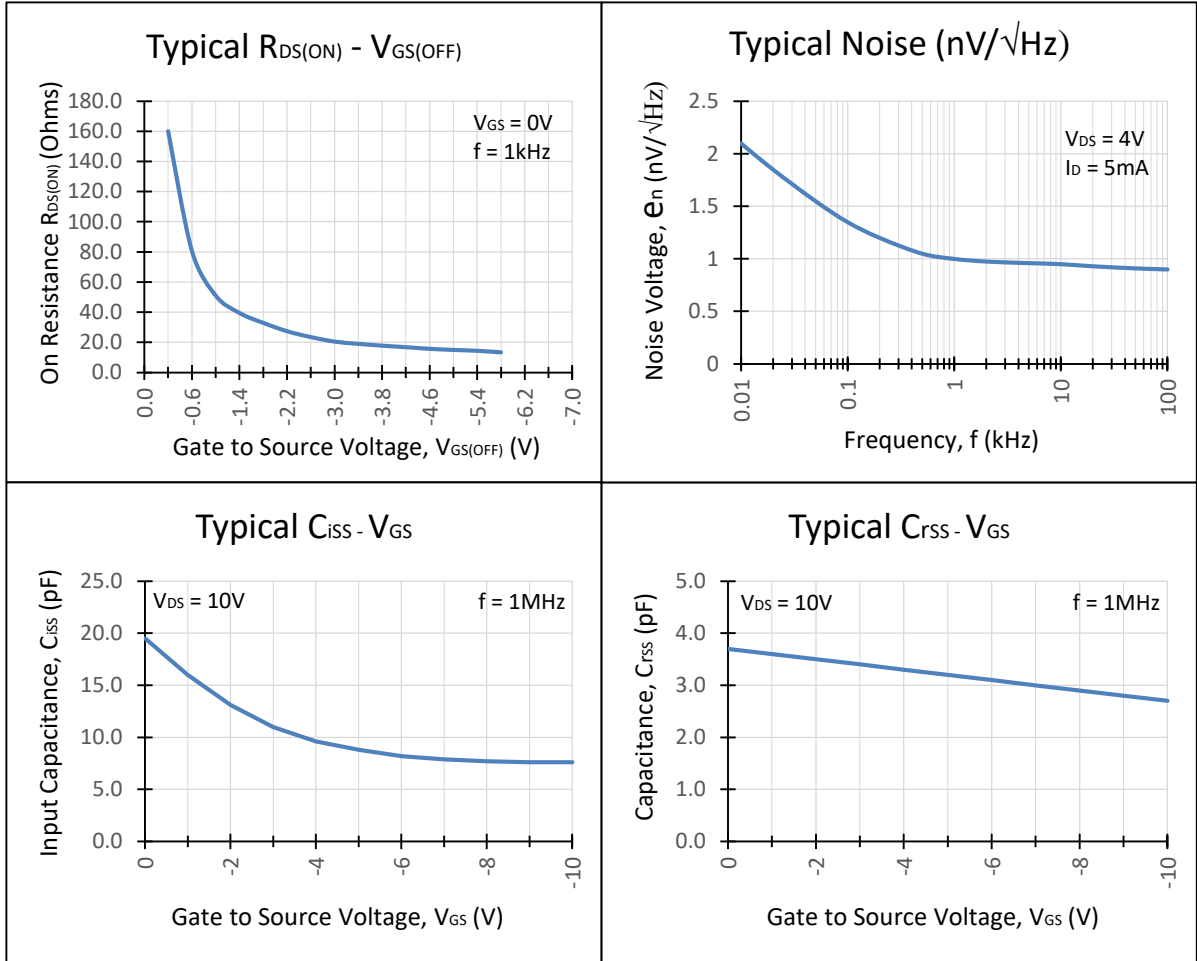 Typical RDS(ON) - VGS(OFF)
On Resistance RDS(ON) (Ohms)
180.0
160.0
140.0
120.0
100.0
80.0
60.0
40.0
20.0
0.0
VGS = 0V
f = 1kHz
0.0
-0.6
-1.4
-2.2
-3.0
-3.8
-4.6
-5.4
-6.2
-7.0
Gate to Source Voltage, VGS(OFF) (V)
Typical Noise (nV/√Hz)
Noise Voltage, en (nV/√Hz)
2.5
2
1.5
1
0.5
0
VDS = 4V
ID = 5mA
0.01
0.1
1
10
100
Frequency, f (kHz)
Typical Ciss - VGS
Input Capacitance, Ciss (pF)
25.0
20.0
15.0
10.0
5.0
0.0
VDS = 10V
f = 1MHz
0
-2
-4
-6
-8
-10
Gate to Source Voltage, VGS (V)
Typical Crss - VGS
Capacitance, Crss (pF)
5.0
4.0
3.0
2.0
1.0
0.0
VDS = 10V
f = 1MHz
0
-2
-4
-6
-8
-10
Gate to Source Voltage, VGS (V)